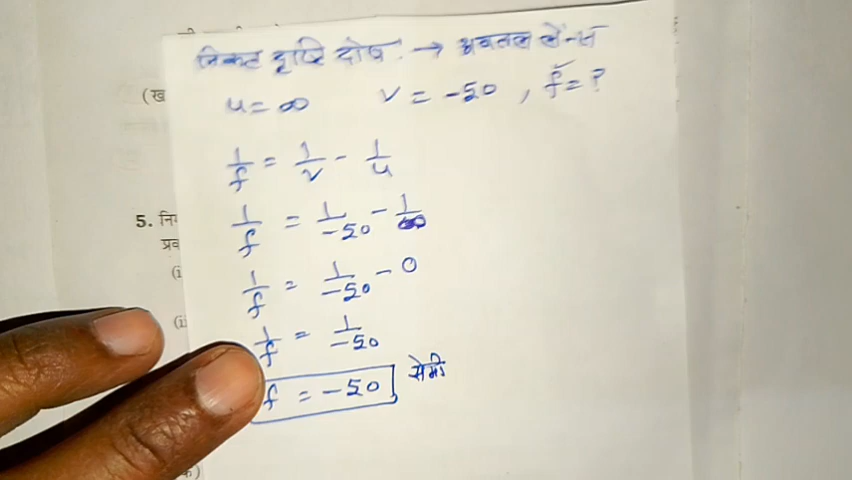 निकट दृष्टि दोष. → अवतल लेन्स
u = ∞ v = -50 , f = ?
1/f = 1/v - 1/u
1/f = 1/-50 - 1/∞
1/f = 1/-50 - 0
1/f = 1/-50
f = -50 सेमी
(ख
5.
प्रव
(i
(ii
क)